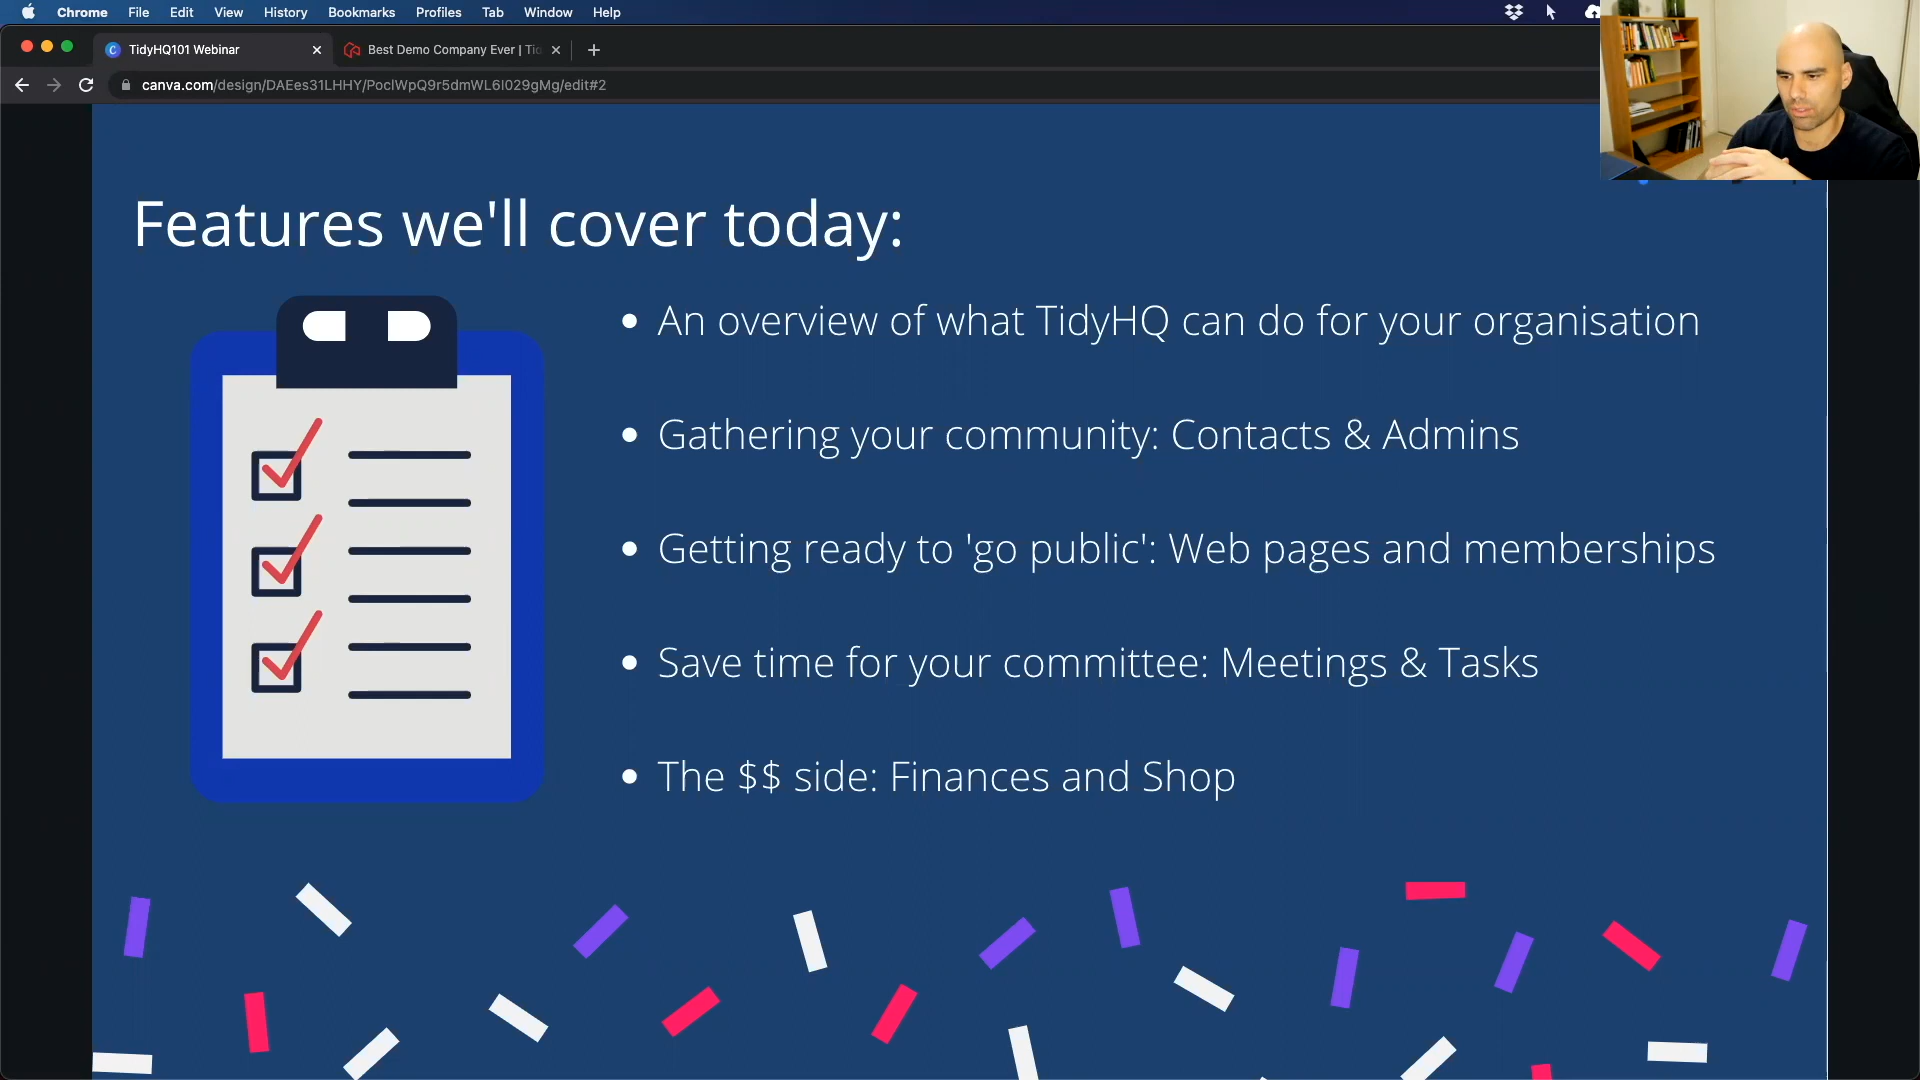 Chrome File Edit View History Bookmarks Profiles Tab Window Help
TidyHQ101 Webinar
Best Demo Company Ever |
canva.com/design/DAEes31LHHY/PoclWpQ9r5dmWL6I029gMg/edit#2
Features we'll cover today:
• An overview of what TidyHQ can do for your organisation
• Gathering your community: Contacts & Admins
• Getting ready to 'go public': Web pages and memberships
• Save time for your committee: Meetings & Tasks
• The $$ side: Finances and Shop